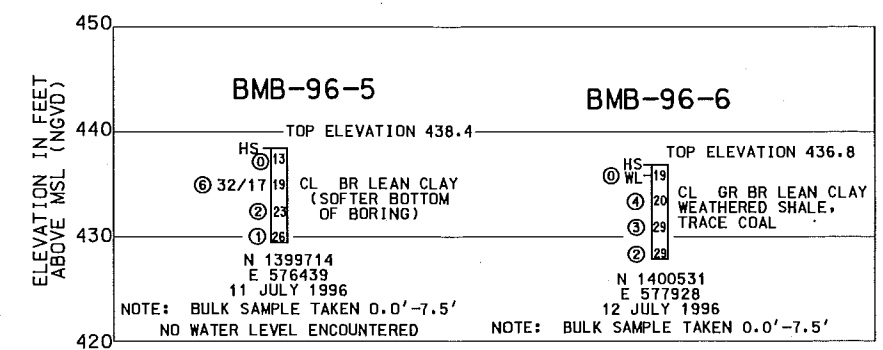 450
BMB-96-5
BMB-96-6
ELEVATION IN FEET
ABOVE MSL (NGVD)
440
TOP ELEVATION 438.4
HS
0 13
6 32/17 19
2 23
1 26
CL BR LEAN CLAY
(SOFTER BOTTOM
OF BORING)
TOP ELEVATION 436.8
HS
0 WL 19
4 20
3 29
2 29
CL GR BR LEAN CLAY
WEATHERED SHALE,
TRACE COAL
430
N 1399714
E 576439
11 JULY 1996
NOTE: BULK SAMPLE TAKEN 0.0'-7.5'
NO WATER LEVEL ENCOUNTERED
N 1400531
E 577928
12 JULY 1996
NOTE: BULK SAMPLE TAKEN 0.0'-7.5'
420